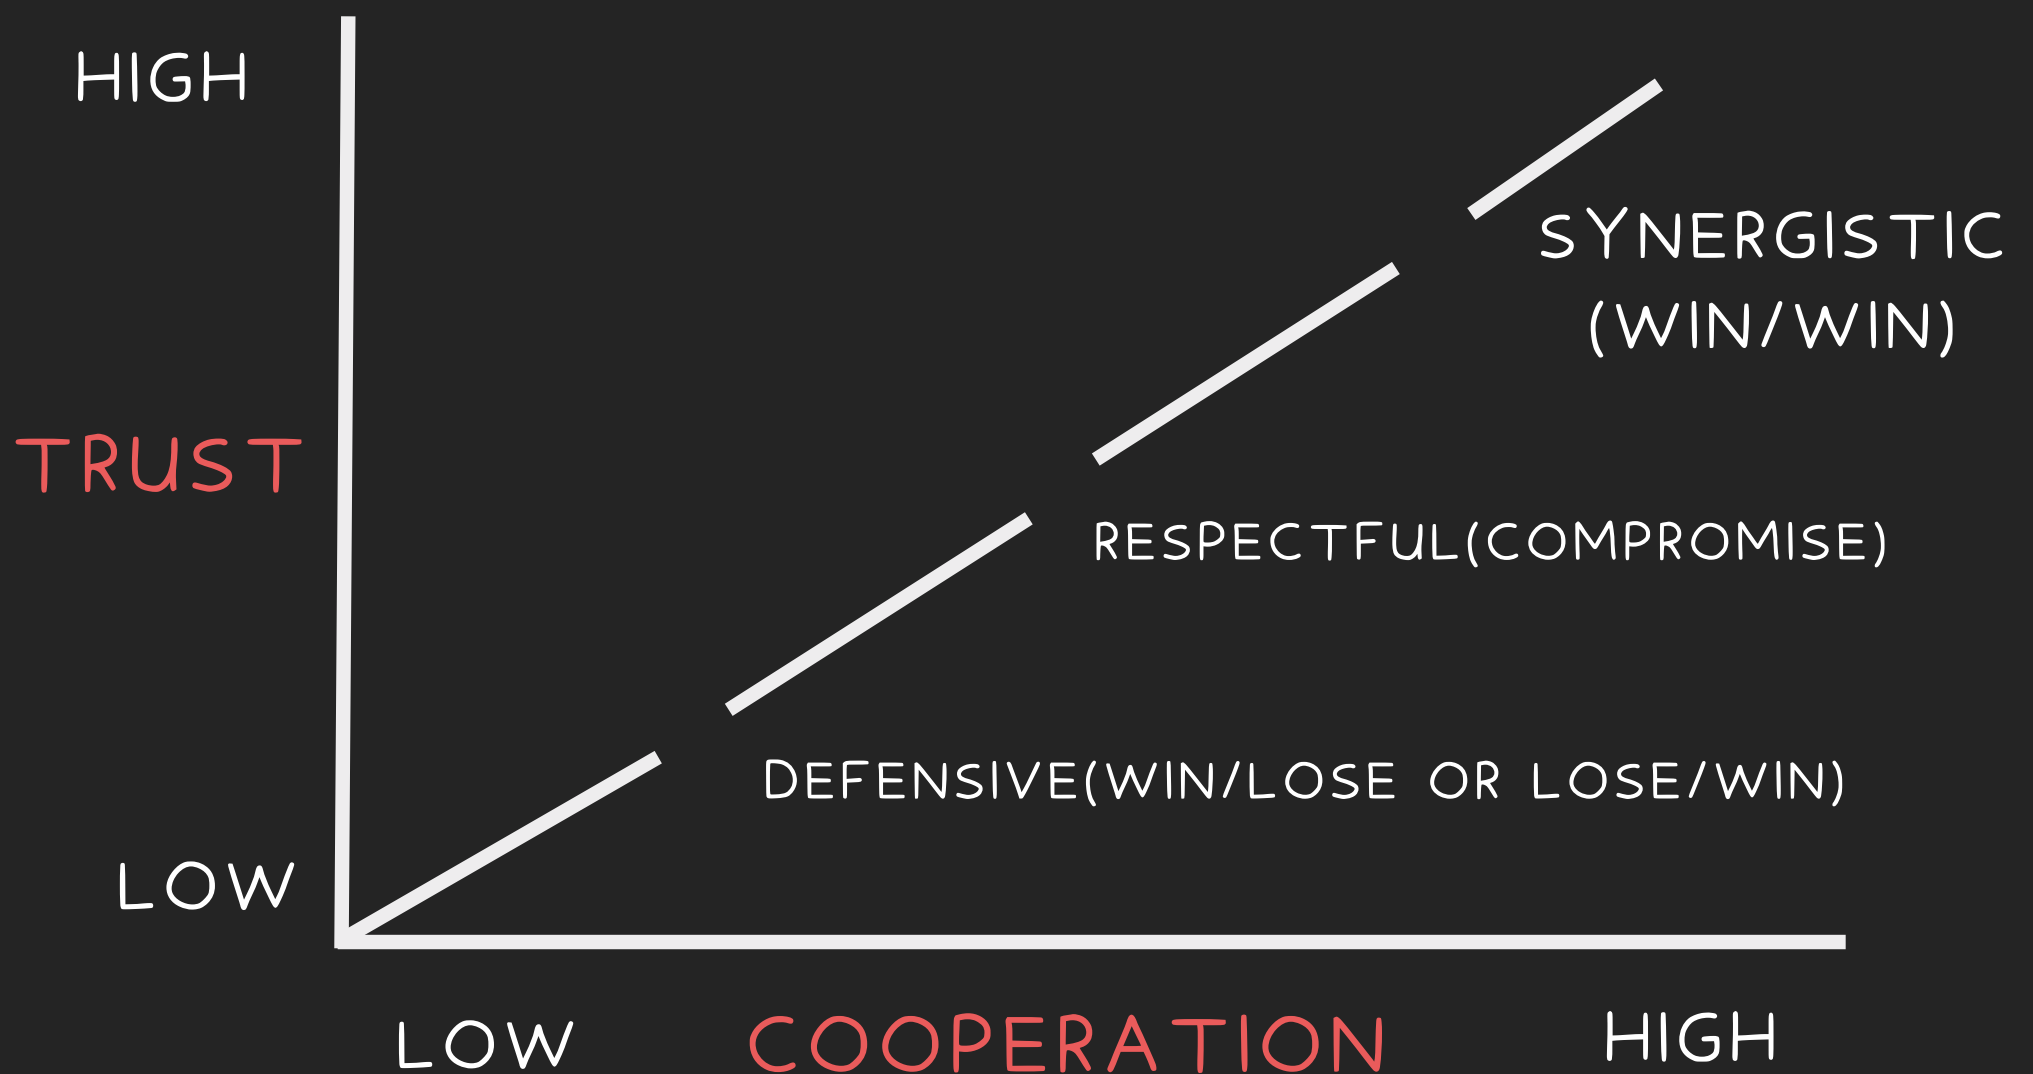 HIGH
SYNERGISTIC
(WIN/WIN)
TRUST
RESPECTFUL(COMPROMISE)
DEFENSIVE(WIN/LOSE OR LOSE/WIN)
LOW
LOW COOPERATION HIGH